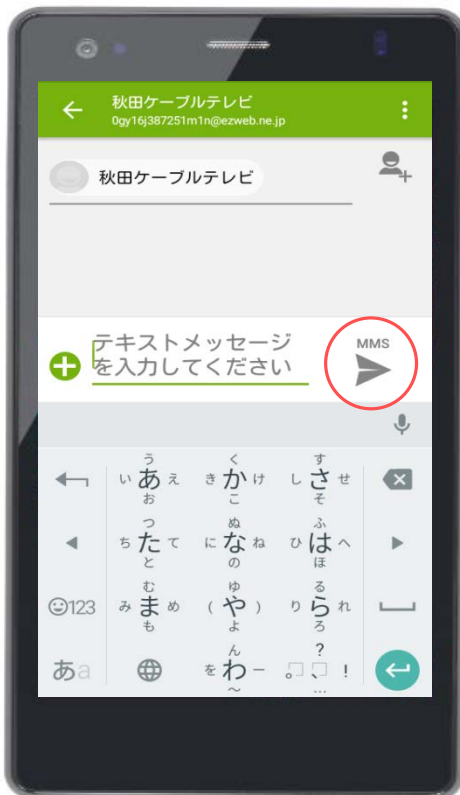 秋田ケーブルテレビ
0gy16j387251m1n@ezweb.ne.jp
秋田ケーブルテレビ
テキストメッセージ
を入力してください
MMS
う く す
い あ え き か け し さ せ
お こ そ
つ ぬ ふ
ち た て に な ね ひ は へ
と の ほ
む ゆ る
123 み ま め ( や ) り ら れ
も よ ろ
ん ?
あa を わ ー 。 、 !
〜 ...